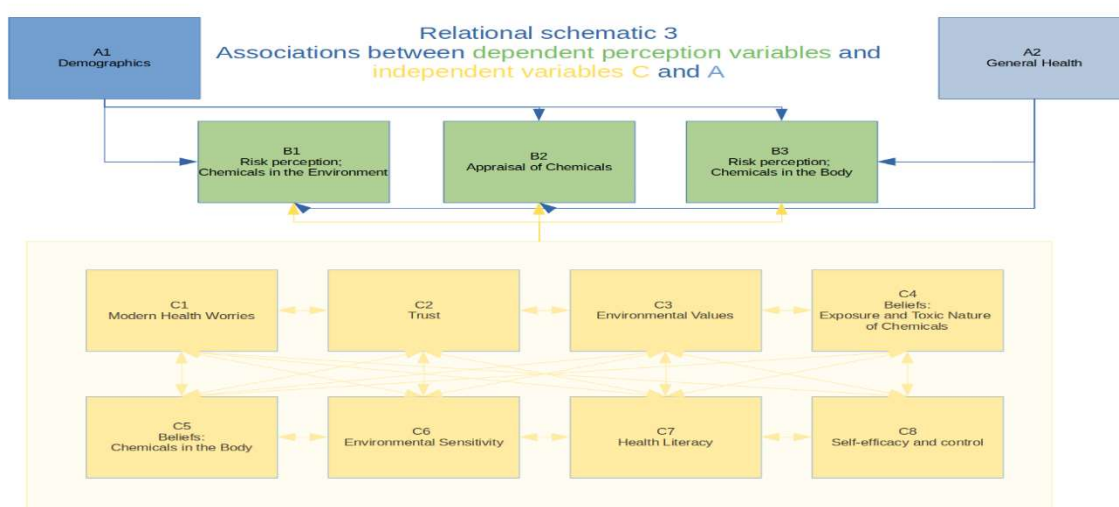 A1
Demographics
Relational schematic 3
Associations between dependent perception variables and
independent variables C and A
A2
General Health
B1
Risk perception;
Chemicals in the Environment
B2
Appraisal of Chemicals
B3
Risk perception;
Chemicals in the Body
C1
Modern Health Worries
C2
Trust
C3
Environmental Values
C4
Beliefs:
Exposure and Toxic Nature
of Chemicals
C5
Beliefs:
Chemicals in the Body
C6
Environmental Sensitivity
C7
Health Literacy
C8
Self-efficacy and control